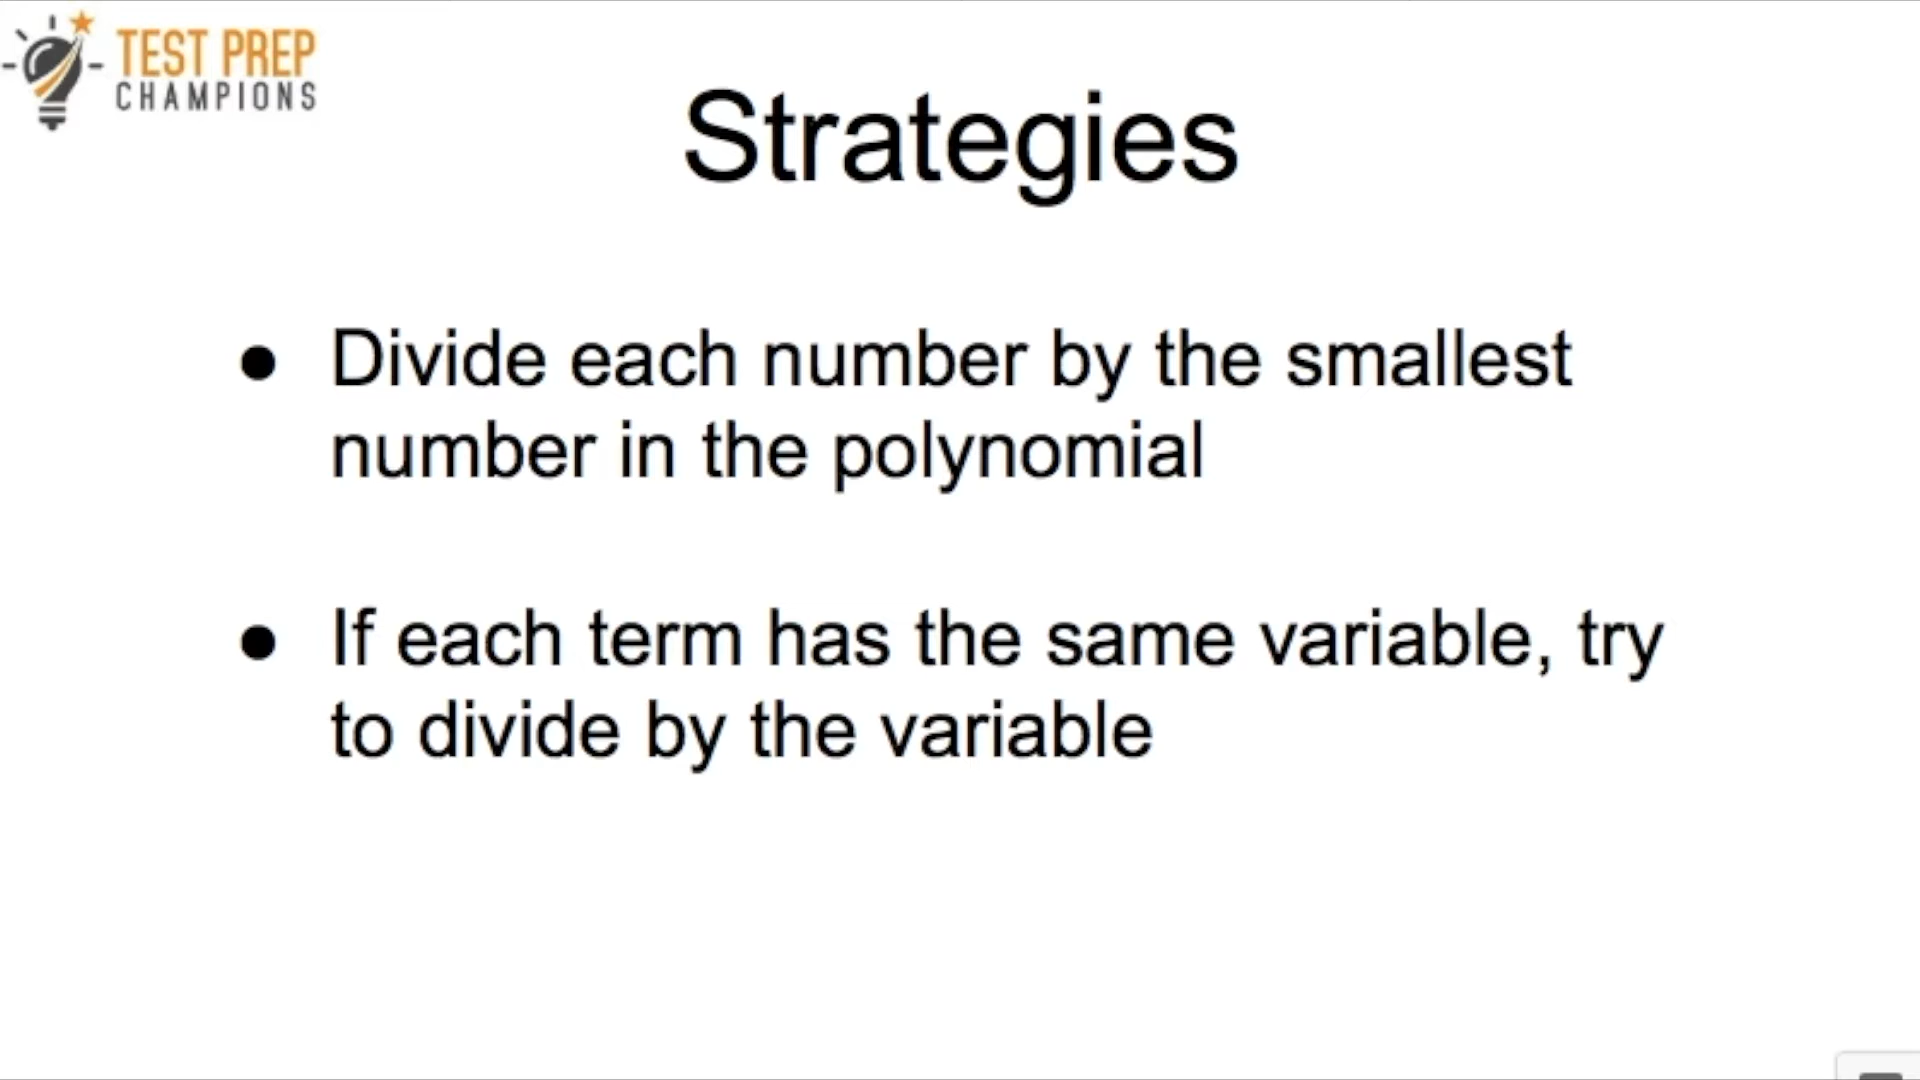 TEST PREP
CHAMPIONS
Strategies
● Divide each number by the smallest
number in the polynomial
● If each term has the same variable, try
to divide by the variable